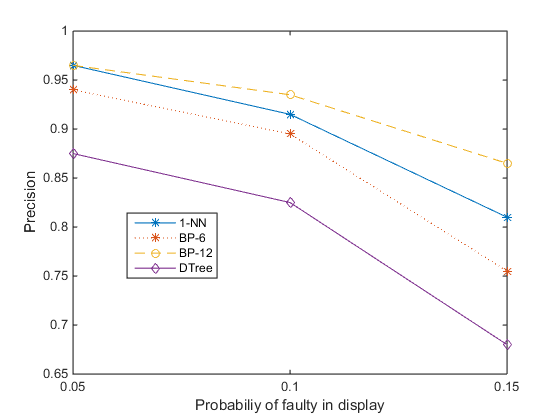 1
0.95
0.9
0.85
0.8
0.75
0.7
0.65
Precision
1-NN
BP-6
BP-12
DTree
0.05
0.1
0.15
Probabiliy of faulty in display